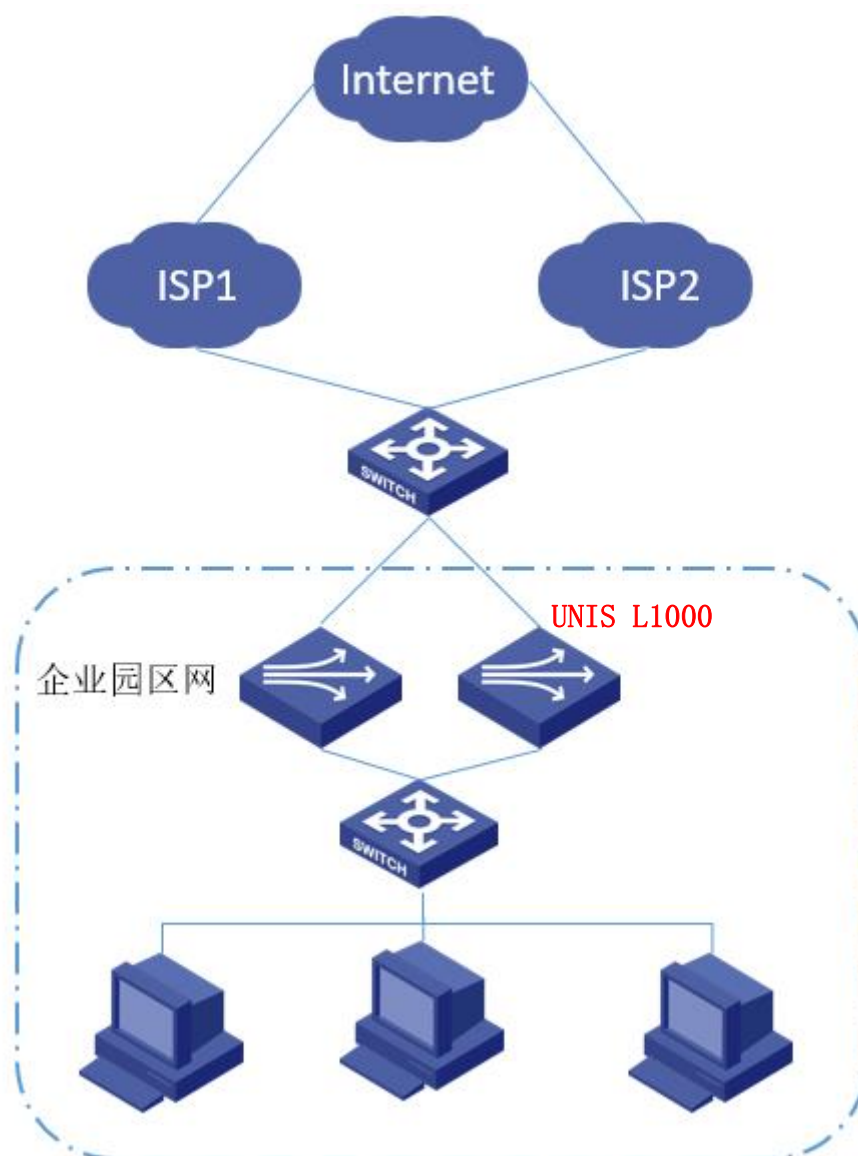 Internet
ISP1
ISP2
SWITCH
UNIS L1000
企业园区网
SWITCH